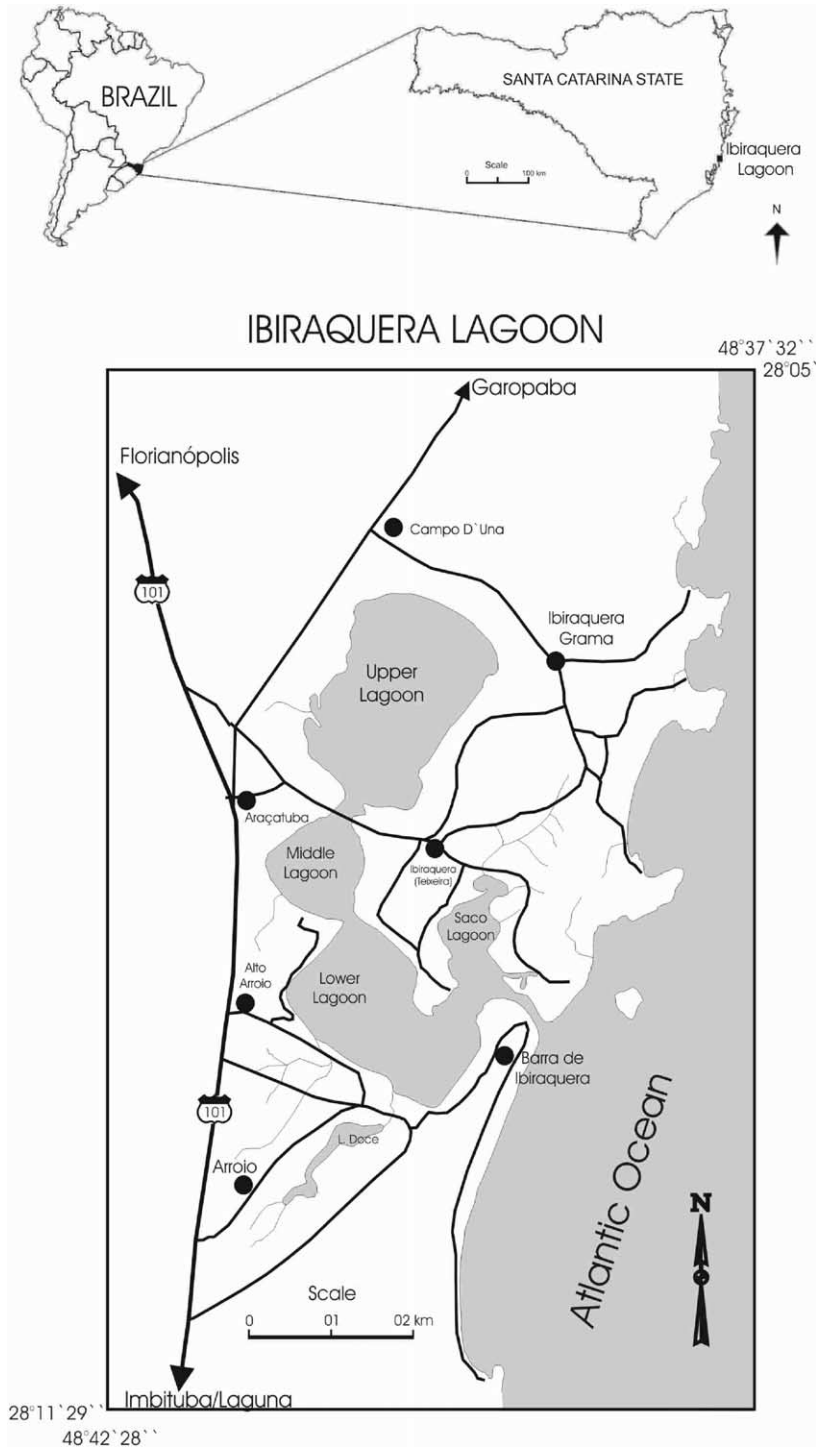 BRAZIL
SANTA CATARINA STATE
Ibiraquera
Lagoon
Scale
0 100 km
N
IBIRAQUERA LAGOON
48°37`32``
28°05`
Garopaba
Florianópolis
Campo D`Una
101
Ibiraquera
Grama
Upper
Lagoon
Araçatuba
Middle
Lagoon
Ibiraquera
(Teixeira)
Saco
Lagoon
Alto
Arroio
Lower
Lagoon
Barra de
Ibiraquera
101
L. Doce
Arroio
Atlantic Ocean
N
Scale
0 01 02 km
Imbituba/Laguna
28°11`29``
48°42`28``